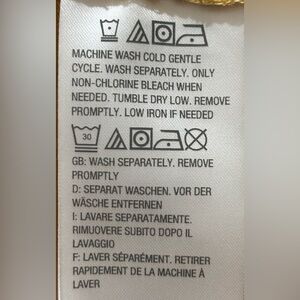 MACHINE WASH COLD GENTLE
CYCLE. WASH SEPARATELY. ONLY
NON-CHLORINE BLEACH WHEN
NEEDED. TUMBLE DRY LOW. REMOVE
PROMPTLY. LOW IRON IF NEEDED
30
GB: WASH SEPARATELY. REMOVE
PROMPTLY
D: SEPARAT WASCHEN. VOR DER
WÄSCHE ENTFERNEN
I: LAVARE SEPARATAMENTE.
RIMUOVERE SUBITO DOPO IL
LAVAGGIO
F: LAVER SÉPARÉMENT. RETIRER
RAPIDEMENT DE LA MACHINE À
LAVER